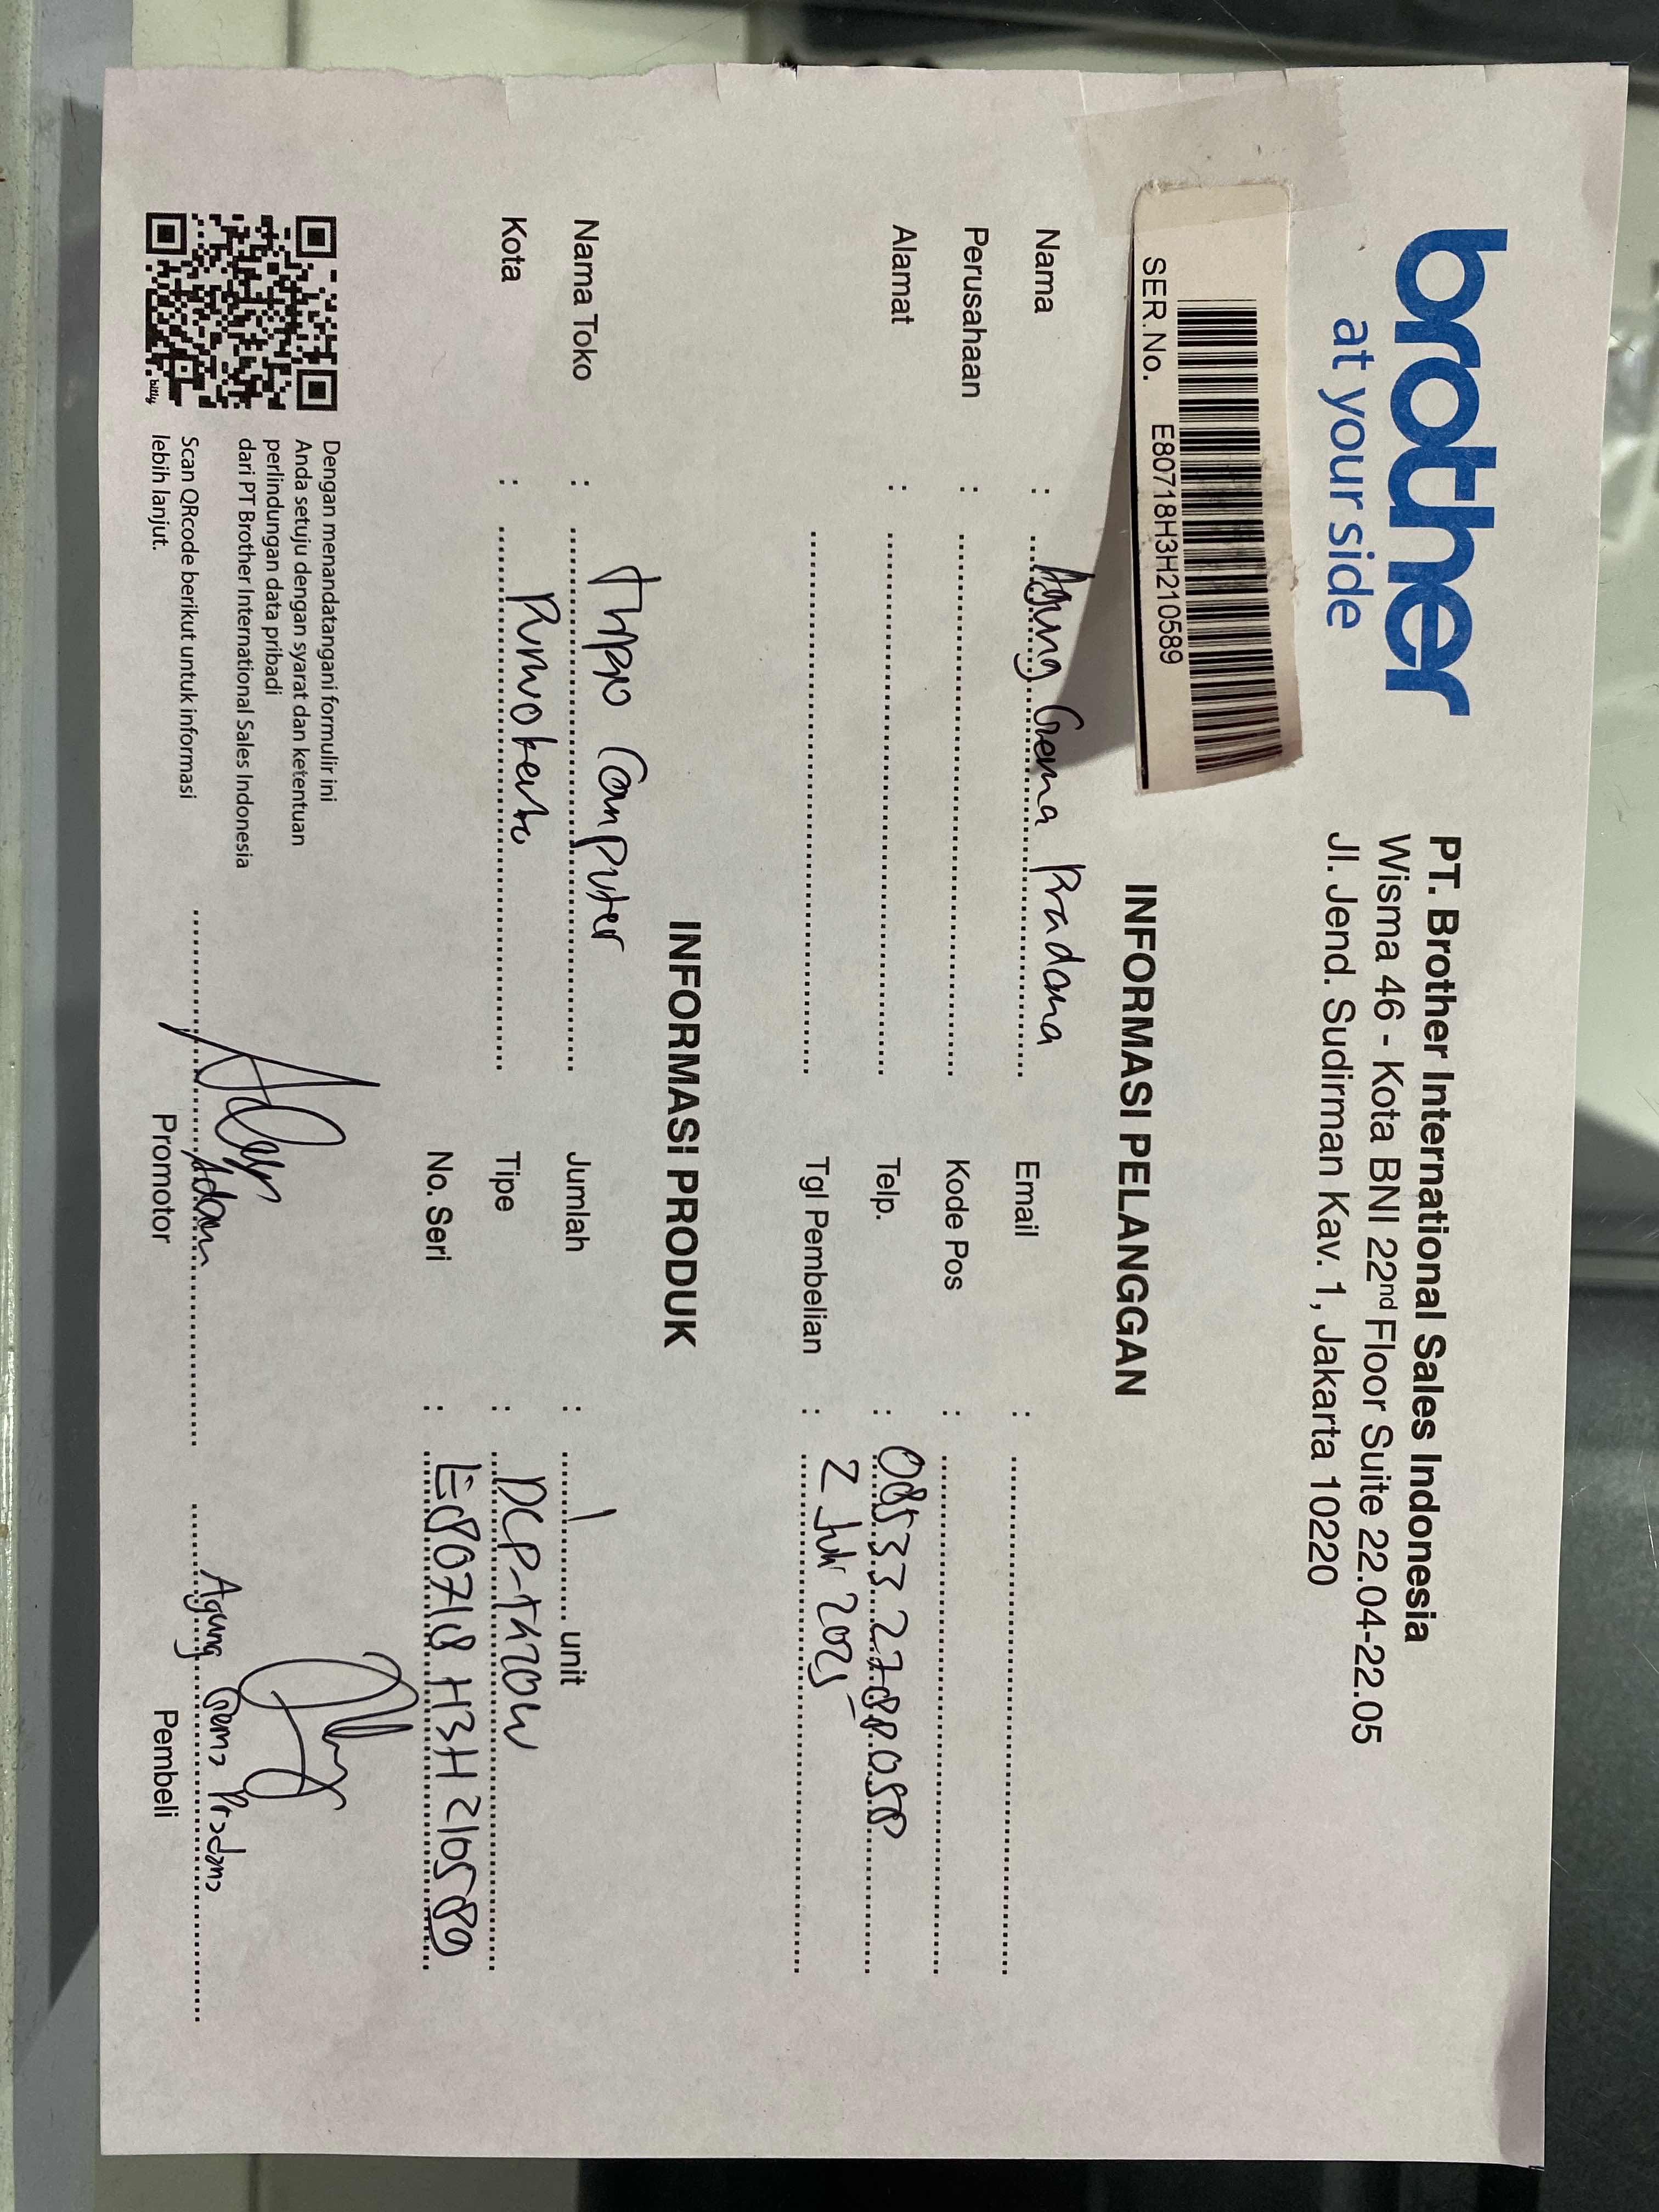 brother
at your side
PT. Brother International Sales Indonesia
Wisma 46 - Kota BNI 22nd Floor Suite 22.04-22.05
Jl. Jend. Sudirman Kav. 1, Jakarta 10220
SER.No. E80718H3H210589
INFORMASI PELANGGAN
Nama : Agung Gema Pradana Email :
Perusahaan : Kode Pos :
Alamat : Telp. : 085332788058
Tgl Pembelian : 2 Juli 2025
INFORMASI PRODUK
Nama Toko : Computer Jumlah : 1 unit
Kota : Purwokerto Tipe : DCP-T420W
No. Seri : E80718H3H210589
Dengan menandatangani formulir ini
Anda setuju dengan syarat dan ketentuan
perlindungan data pribadi
dari PT Brother International Sales Indonesia
Scan QRcode berikut untuk informasi
lebih lanjut.
bitly
Adam
Promotor
Agung Gema Pradana
Pembeli